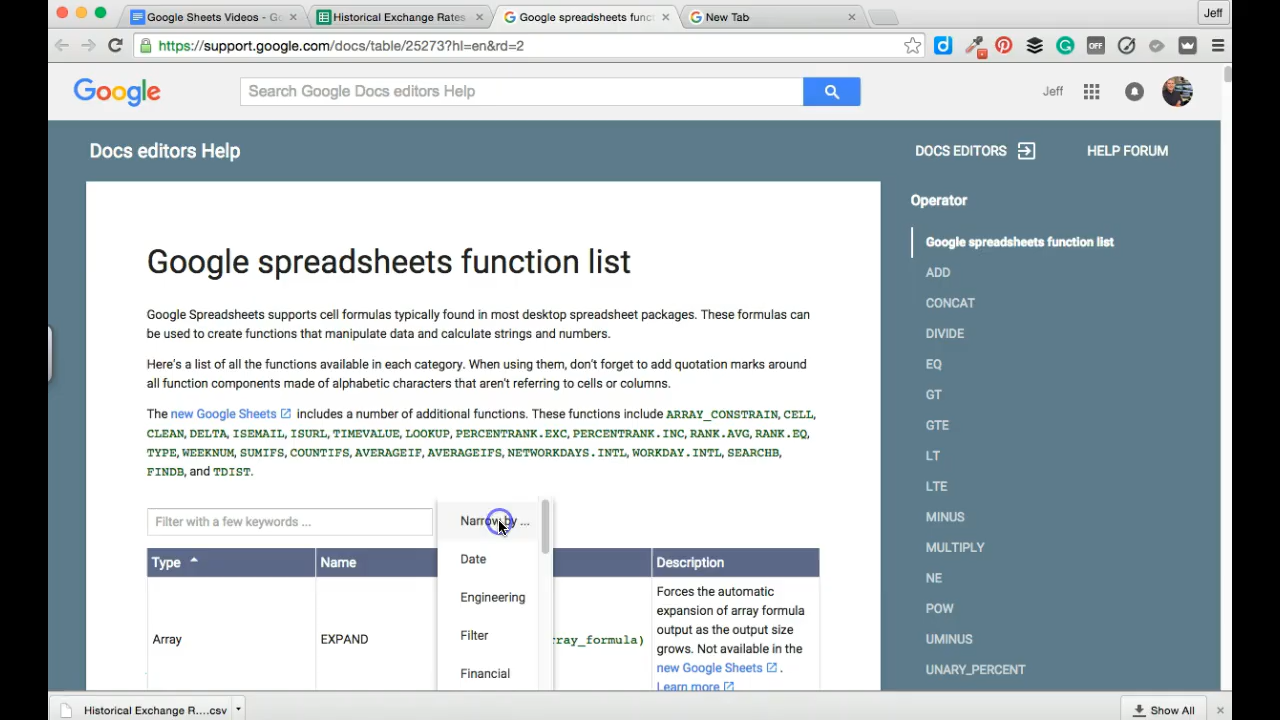 Google Sheets Videos - Go
Historical Exchange Rates
Google spreadsheets func
New Tab
Jeff
https://support.google.com/docs/table/25273?hl=en&rd=2
OFF
Google
Search Google Docs editors Help
Jeff
Docs editors Help
DOCS EDITORS
HELP FORUM
Google spreadsheets function list
Google Spreadsheets supports cell formulas typically found in most desktop spreadsheet packages. These formulas can
be used to create functions that manipulate data and calculate strings and numbers.
Here's a list of all the functions available in each category. When using them, don't forget to add quotation marks around
all function components made of alphabetic characters that aren't referring to cells or columns.
The new Google Sheets includes a number of additional functions. These functions include ARRAY_CONSTRAIN, CELL,
CLEAN, DELTA, ISEMAIL, ISURL, TIMEVALUE, LOOKUP, PERCENTRANK.EXC, PERCENTRANK.INC, RANK.AVG, RANK.EQ,
TYPE, WEEKNUM, SUMIFS, COUNTIFS, AVERAGEIF, AVERAGEIFS, NETWORKDAYS.INTL, WORKDAY.INTL, SEARCHB,
FINDB, and TDIST.
Filter with a few keywords ...
Narrow by ...
Date
Engineering
Filter
Financial
Type
Name
Description
Array
EXPAND
ray_formula)
Forces the automatic
expansion of array formula
output as the output size
grows. Not available in the
new Google Sheets .
Learn more
Operator
Google spreadsheets function list
ADD
CONCAT
DIVIDE
EQ
GT
GTE
LT
LTE
MINUS
MULTIPLY
NE
POW
UMINUS
UNARY_PERCENT
Historical Exchange R....csv
Show All